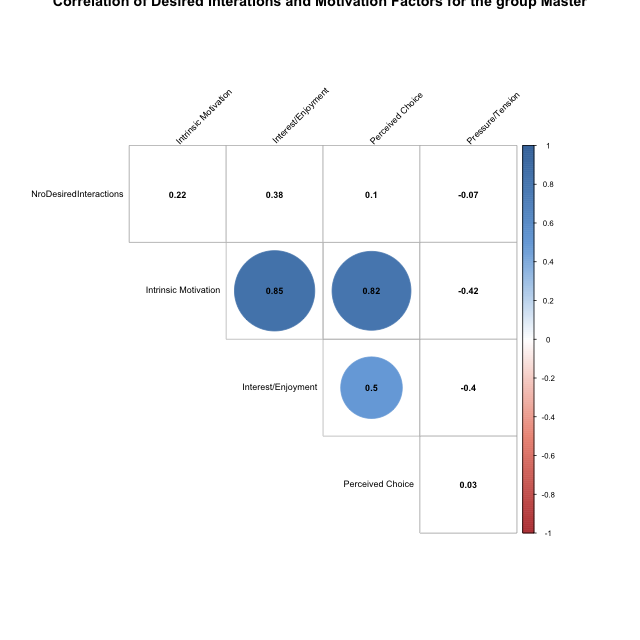 Correlation of Desired Interations and Motivation Factors for the group Master
Intrinsic Motivation
Interest/Enjoyment
Perceived Choice
Pressure/Tension
NroDesiredInteractions 0.22 0.38 0.1 -0.07
Intrinsic Motivation 0.85 0.82 -0.42
Interest/Enjoyment 0.5 -0.4
Perceived Choice 0.03
1
0.8
0.6
0.4
0.2
0
-0.2
-0.4
-0.6
-0.8
-1